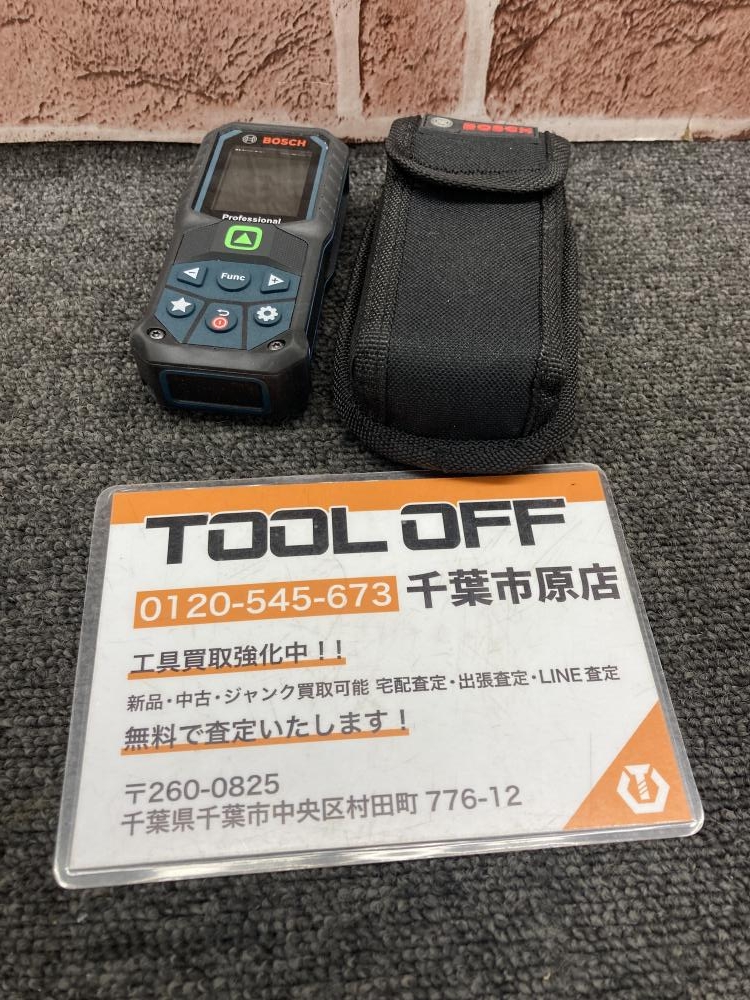 BOSCH
Professional
Func
BOSCH
TOOL OFF
0120-545-673 千葉市原店
工具買取強化中！！
新品・中古・ジャンク買取可能 宅配査定・出張査定・LINE査定
無料で査定いたします！
〒260-0825
千葉県千葉市中央区村田町 776-12